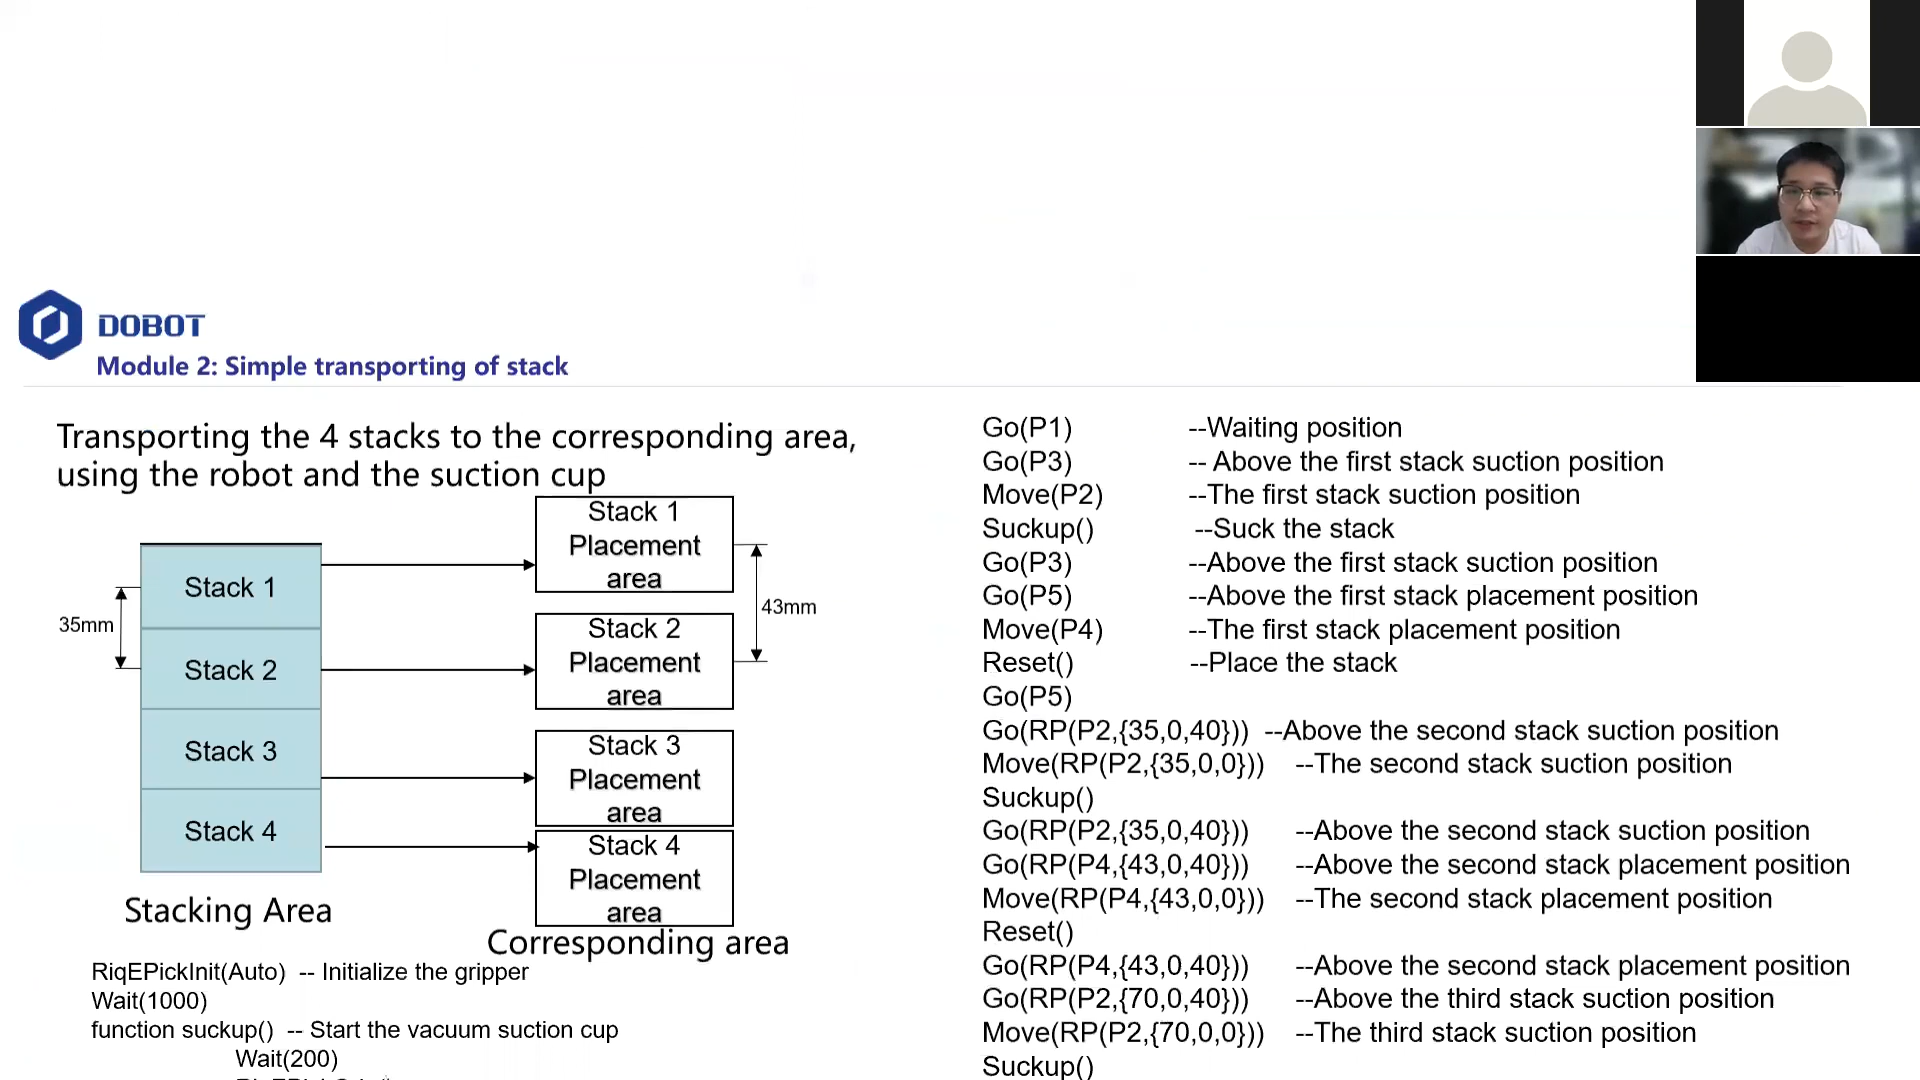 DOBOT
Module 2: Simple transporting of stack
Transporting the 4 stacks to the corresponding area,
using the robot and the suction cup
Stack 1
Stack 2
Stack 3
Stack 4
35mm
Stacking Area
Stack 1
Placement
area
Stack 2
Placement
area
Stack 3
Placement
area
Stack 4
Placement
area
43mm
Corresponding area
RiqEPickInit(Auto) -- Initialize the gripper
Wait(1000)
function suckup() -- Start the vacuum suction cup
Wait(200)
Go(P1) --Waiting position
Go(P3) -- Above the first stack suction position
Move(P2) --The first stack suction position
Suckup() --Suck the stack
Go(P3) --Above the first stack suction position
Go(P5) --Above the first stack placement position
Move(P4) --The first stack placement position
Reset() --Place the stack
Go(P5)
Go(RP(P2,{35,0,40})) --Above the second stack suction position
Move(RP(P2,{35,0,0})) --The second stack suction position
Suckup()
Go(RP(P2,{35,0,40})) --Above the second stack suction position
Go(RP(P4,{43,0,40})) --Above the second stack placement position
Move(RP(P4,{43,0,0})) --The second stack placement position
Reset()
Go(RP(P4,{43,0,40})) --Above the second stack placement position
Go(RP(P2,{70,0,40})) --Above the third stack suction position
Move(RP(P2,{70,0,0})) --The third stack suction position
Suckup()